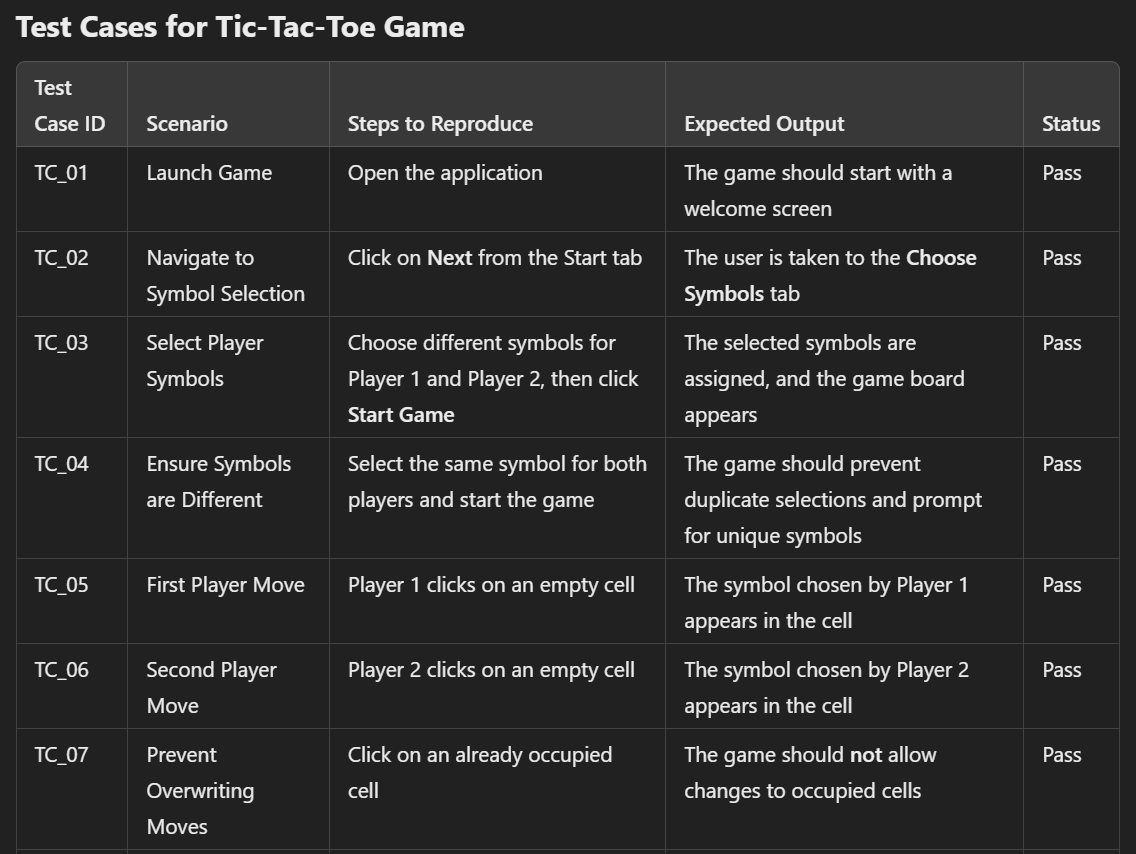 Test Cases for Tic-Tac-Toe Game
Test
Case ID Scenario Steps to Reproduce Expected Output Status
TC_01 Launch Game Open the application The game should start with a Pass
welcome screen
TC_02 Navigate to Click on Next from the Start tab The user is taken to the Choose Pass
Symbol Selection Symbols tab
TC_03 Select Player Choose different symbols for The selected symbols are Pass
Symbols Player 1 and Player 2, then click assigned, and the game board
Start Game appears
TC_04 Ensure Symbols Select the same symbol for both The game should prevent Pass
are Different players and start the game duplicate selections and prompt
for unique symbols
TC_05 First Player Move Player 1 clicks on an empty cell The symbol chosen by Player 1 Pass
appears in the cell
TC_06 Second Player Player 2 clicks on an empty cell The symbol chosen by Player 2 Pass
Move appears in the cell
TC_07 Prevent Click on an already occupied The game should not allow Pass
Overwriting cell changes to occupied cells
Moves